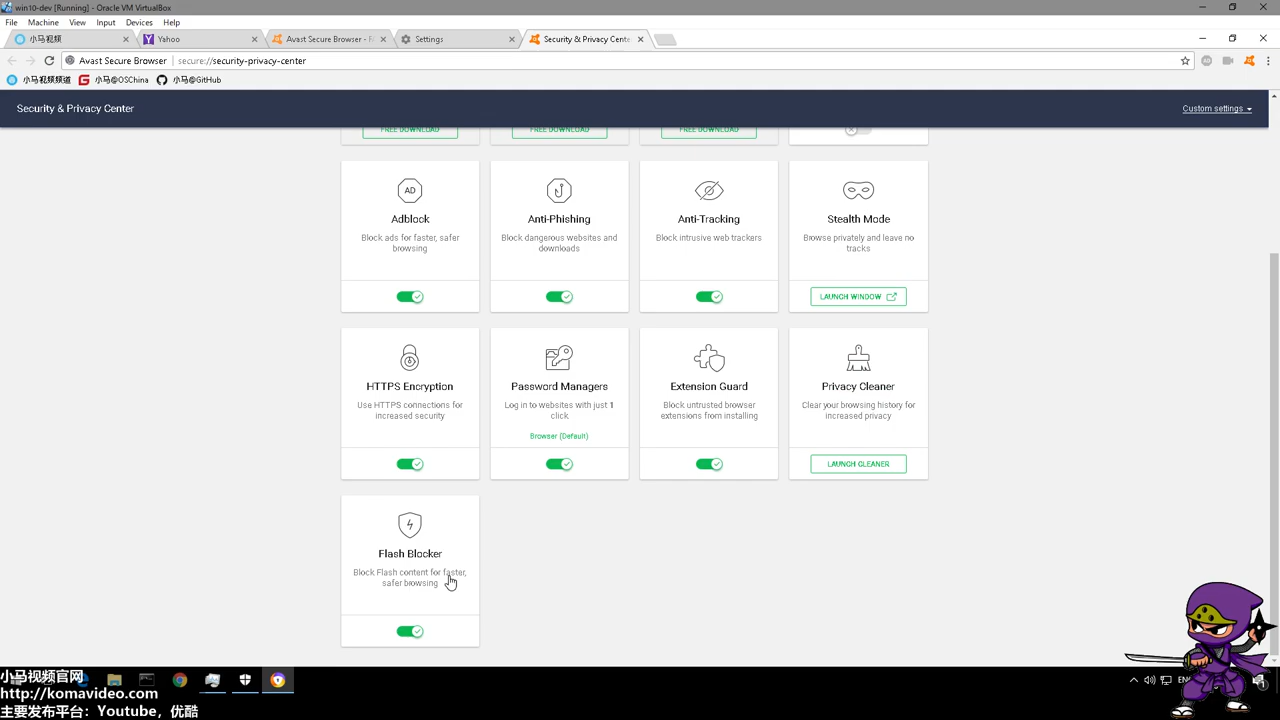 win10-dev [Running] - Oracle VM VirtualBox
File Machine View Input Devices Help
小马视频 Yahoo Avast Secure Browser - F Settings Security & Privacy Cente
Avast Secure Browser secure://security-privacy-center
小马视频频道 小马@OSChina 小马@GitHub
Security & Privacy Center Custom settings
FREE DOWNLOAD FREE DOWNLOAD FREE DOWNLOAD
AD
Adblock
Block ads for faster, safer
browsing
Anti-Phishing
Block dangerous websites and
downloads
Anti-Tracking
Block intrusive web trackers
Stealth Mode
Browse privately and leave no
tracks
LAUNCH WINDOW
HTTPS Encryption
Use HTTPS connections for
increased security
Password Managers
Log in to websites with just 1
click.
Browser (Default)
Extension Guard
Block untrusted browser
extensions from installing
Privacy Cleaner
Clear your browsing history for
increased privacy
LAUNCH CLEANER
Flash Blocker
Block Flash content for faster,
safer browsing
小马视频官网
http://komavideo.com
主要发布平台：Youtube，优酷